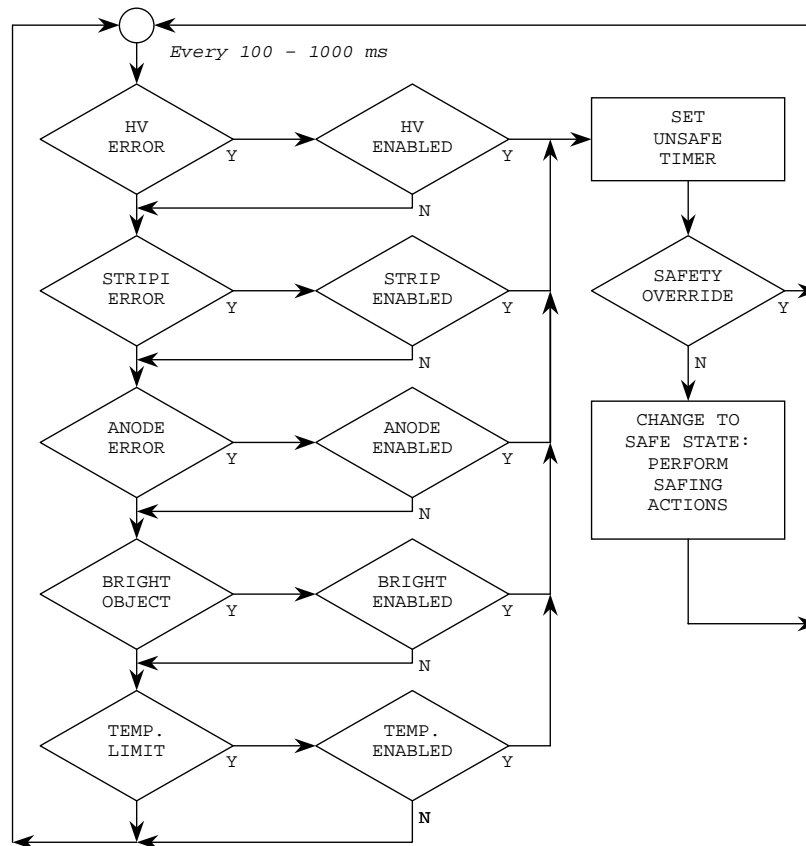 Every 100 – 1000 ms
HV
ERROR
Y
HV
ENABLED
Y
N
SET
UNSAFE
TIMER
STRIPI
ERROR
Y
STRIP
ENABLED
Y
N
SAFETY
OVERRIDE
Y
N
ANODE
ERROR
Y
ANODE
ENABLED
Y
N
CHANGE TO
SAFE STATE:
PERFORM
SAFING
ACTIONS
BRIGHT
OBJECT
Y
BRIGHT
ENABLED
Y
N
TEMP.
LIMIT
Y
TEMP.
ENABLED
Y
N